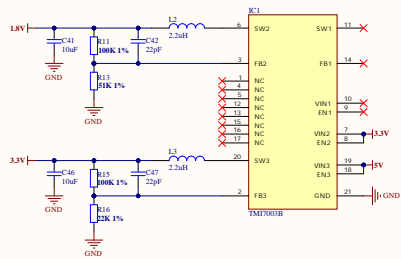 IC1
1.8V
L2
2.2uH
6
SW2
SW1
11
C41
10uF
R11
100K 1%
C42
22pF
GND
3
FB2
FB1
14
R13
51K 1%
GND
1
NC
4
NC
5
NC
12
NC
13
NC
15
NC
16
NC
17
NC
VIN1
10
EN1
9
VIN2
7
3.3V
EN2
8
3.3V
L3
2.2uH
20
SW3
VIN3
19
5V
EN3
18
C46
10uF
R15
100K 1%
C47
22pF
GND
2
FB3
GND
21
GND
R16
22K 1%
GND
TMI7003B